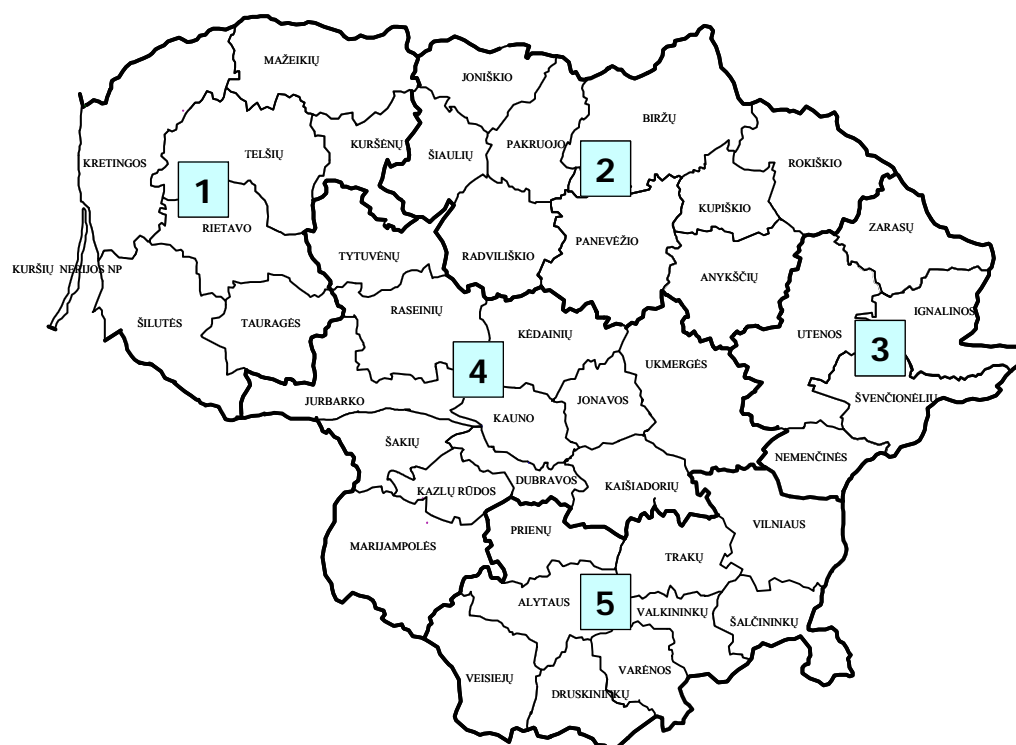 MAŽEIKIŲ
JONIŠKIO
BIRŽŲ
PAKRUOJO
KURŠĖNŲ
TELŠIŲ
ŠIAULIŲ
KRETINGOS
ROKIŠKIO
2
1
KUPIŠKIO
ZARASŲ
RIETAVO
PANEVĖŽIO
TYTUVĖNŲ
RADVILIŠKIO
KURŠIŲ NERIJOS NP
ANYKŠČIŲ
RASEINIŲ
IGNALINOS
ŠILUTĖS
TAURAGĖS
KĖDAINIŲ
UTENOS
3
UKMERGĖS
4
JURBARKO
JONAVOS
ŠVENČIONĖLIŲ
KAUNO
ŠAKIŲ
NEMENČINĖS
DUBRAVOS
KAIŠIADORIŲ
KAZLŲ RŪDOS
VILNIAUS
PRIENŲ
MARIJAMPOLĖS
TRAKŲ
ALYTAUS
5
VALKININKŲ
ŠALČININKŲ
VARĖNOS
VEISIEJŲ
DRUSKININKŲ